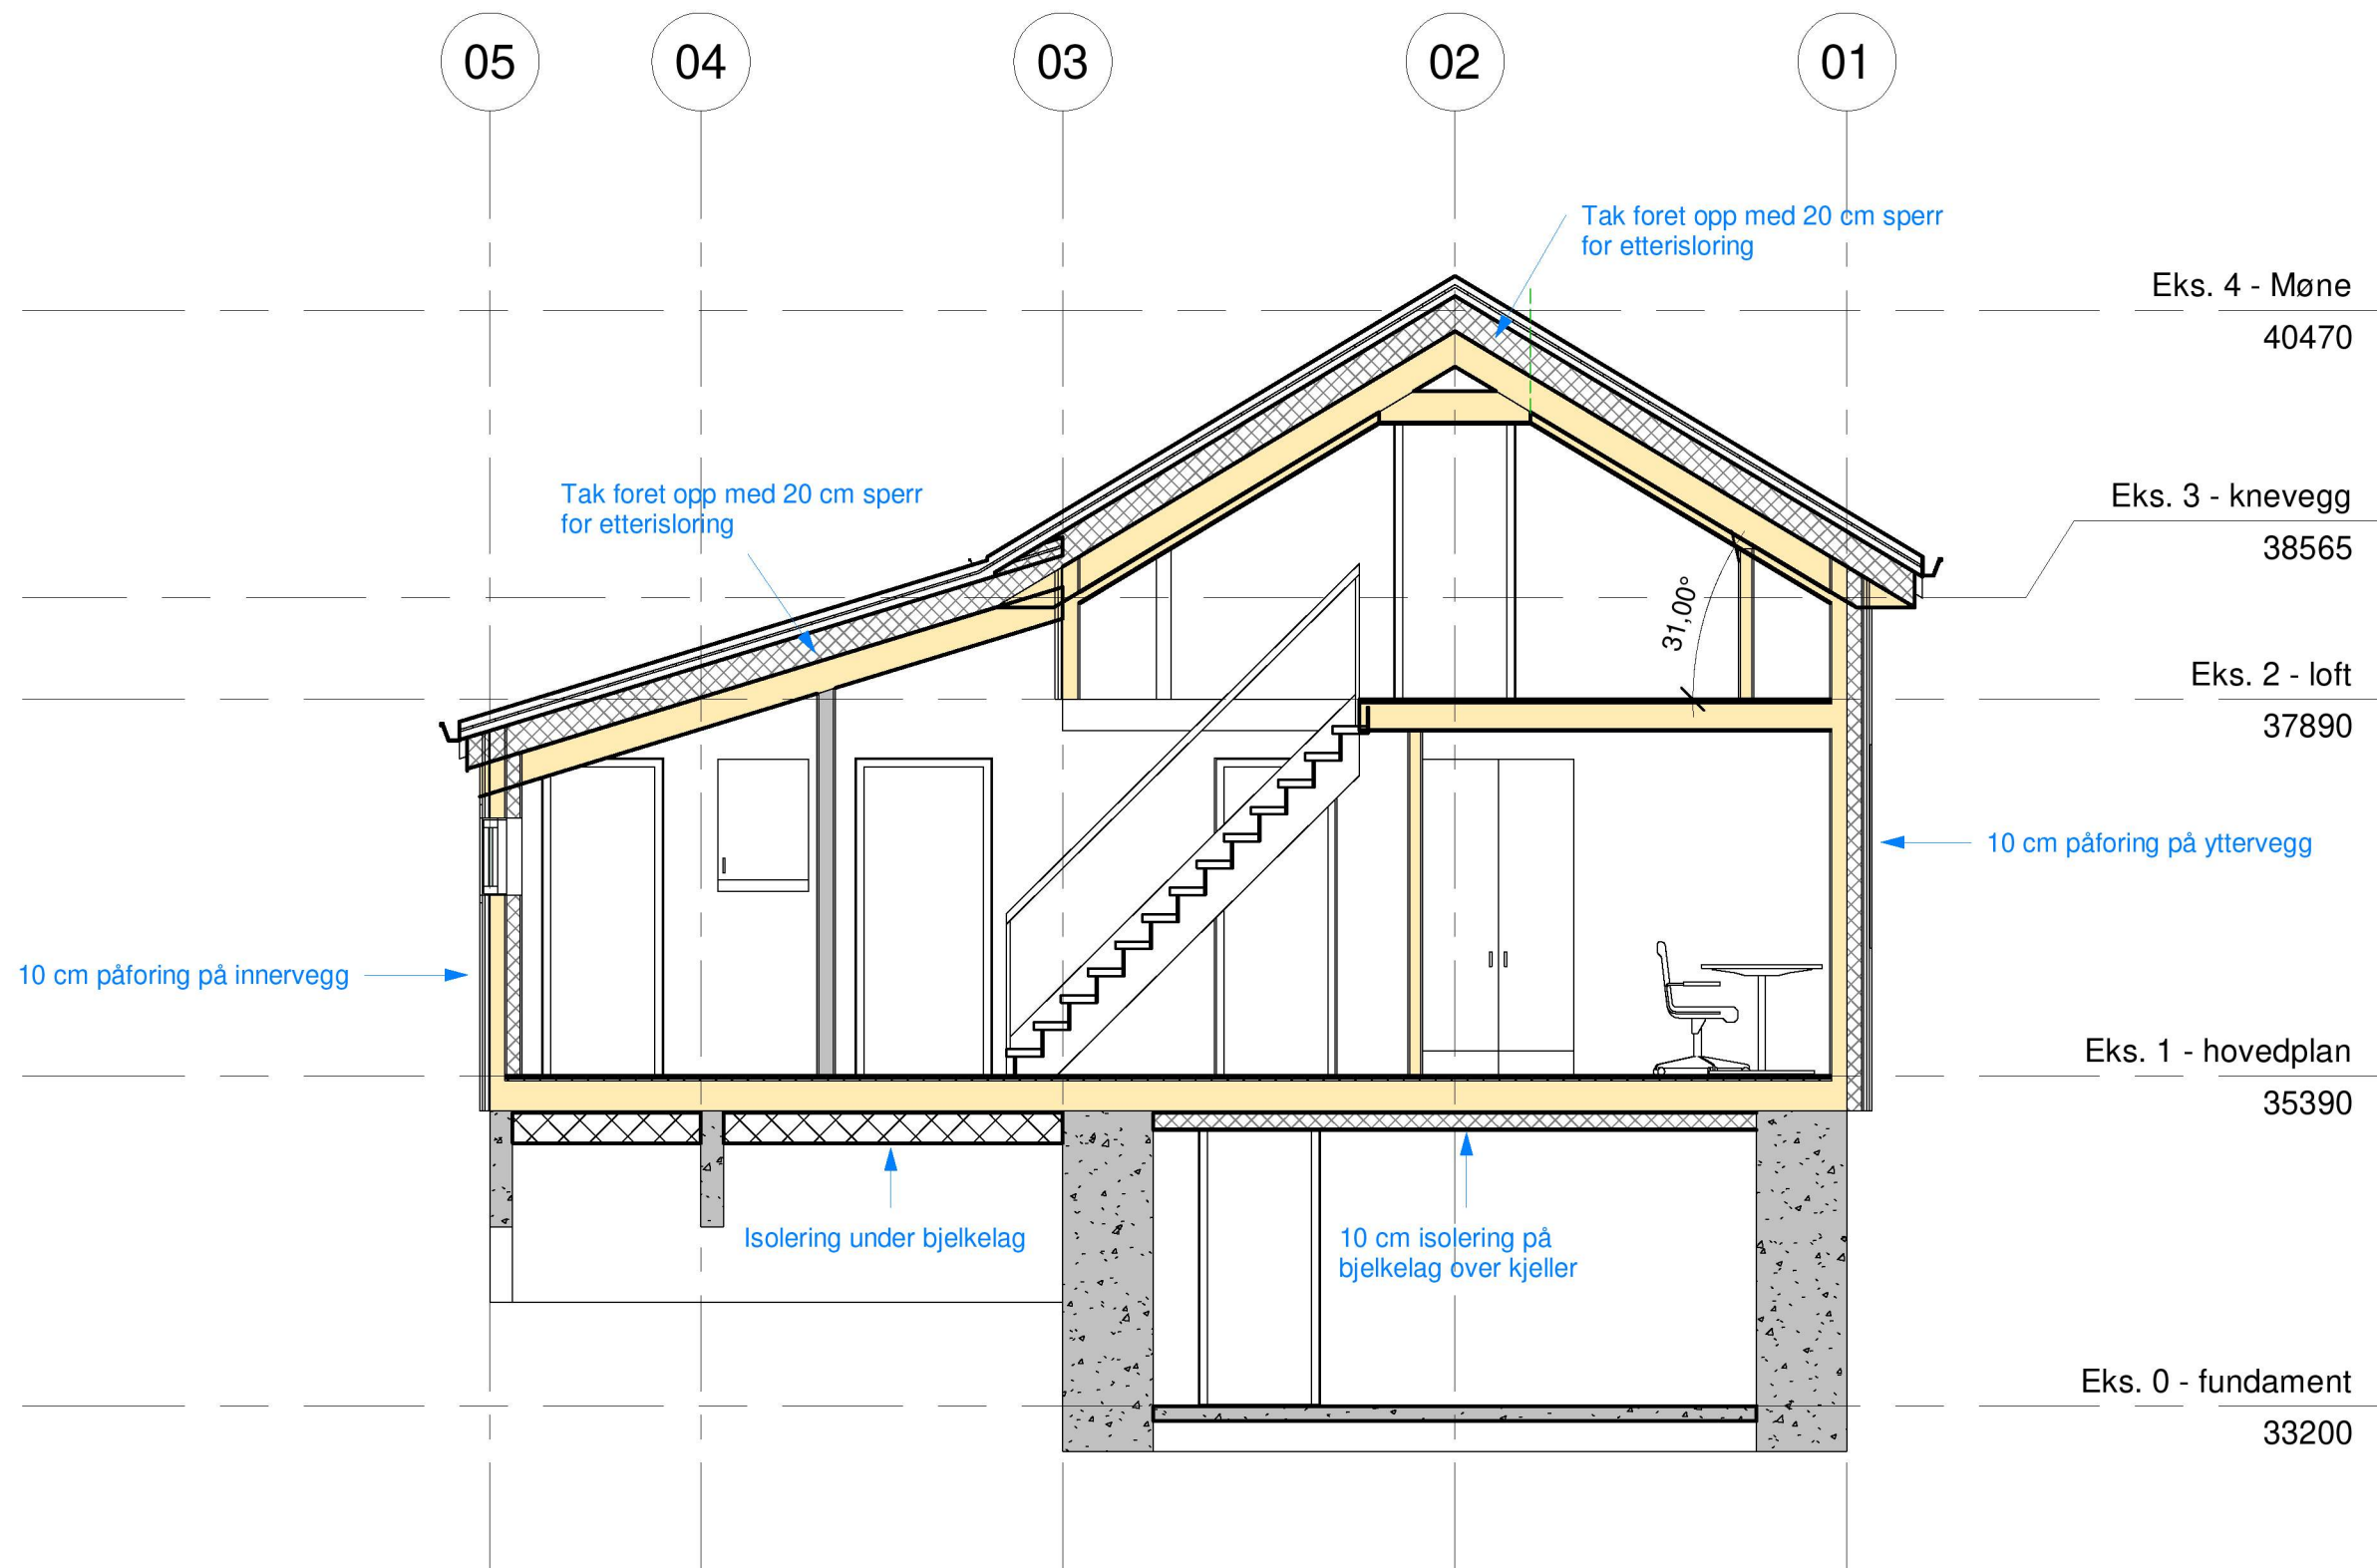 05
04
03
02
01
Tak foret opp med 20 cm sperr
for etterisloring
Eks. 4 - Møne
40470
Tak foret opp med 20 cm sperr
for etterisloring
Eks. 3 - knevegg
38565
31,00°
Eks. 2 - loft
37890
10 cm påforing på yttervegg
10 cm påforing på innervegg
Eks. 1 - hovedplan
35390
Isolering under bjelkelag
10 cm isolering på
bjelkelag over kjeller
Eks. 0 - fundament
33200